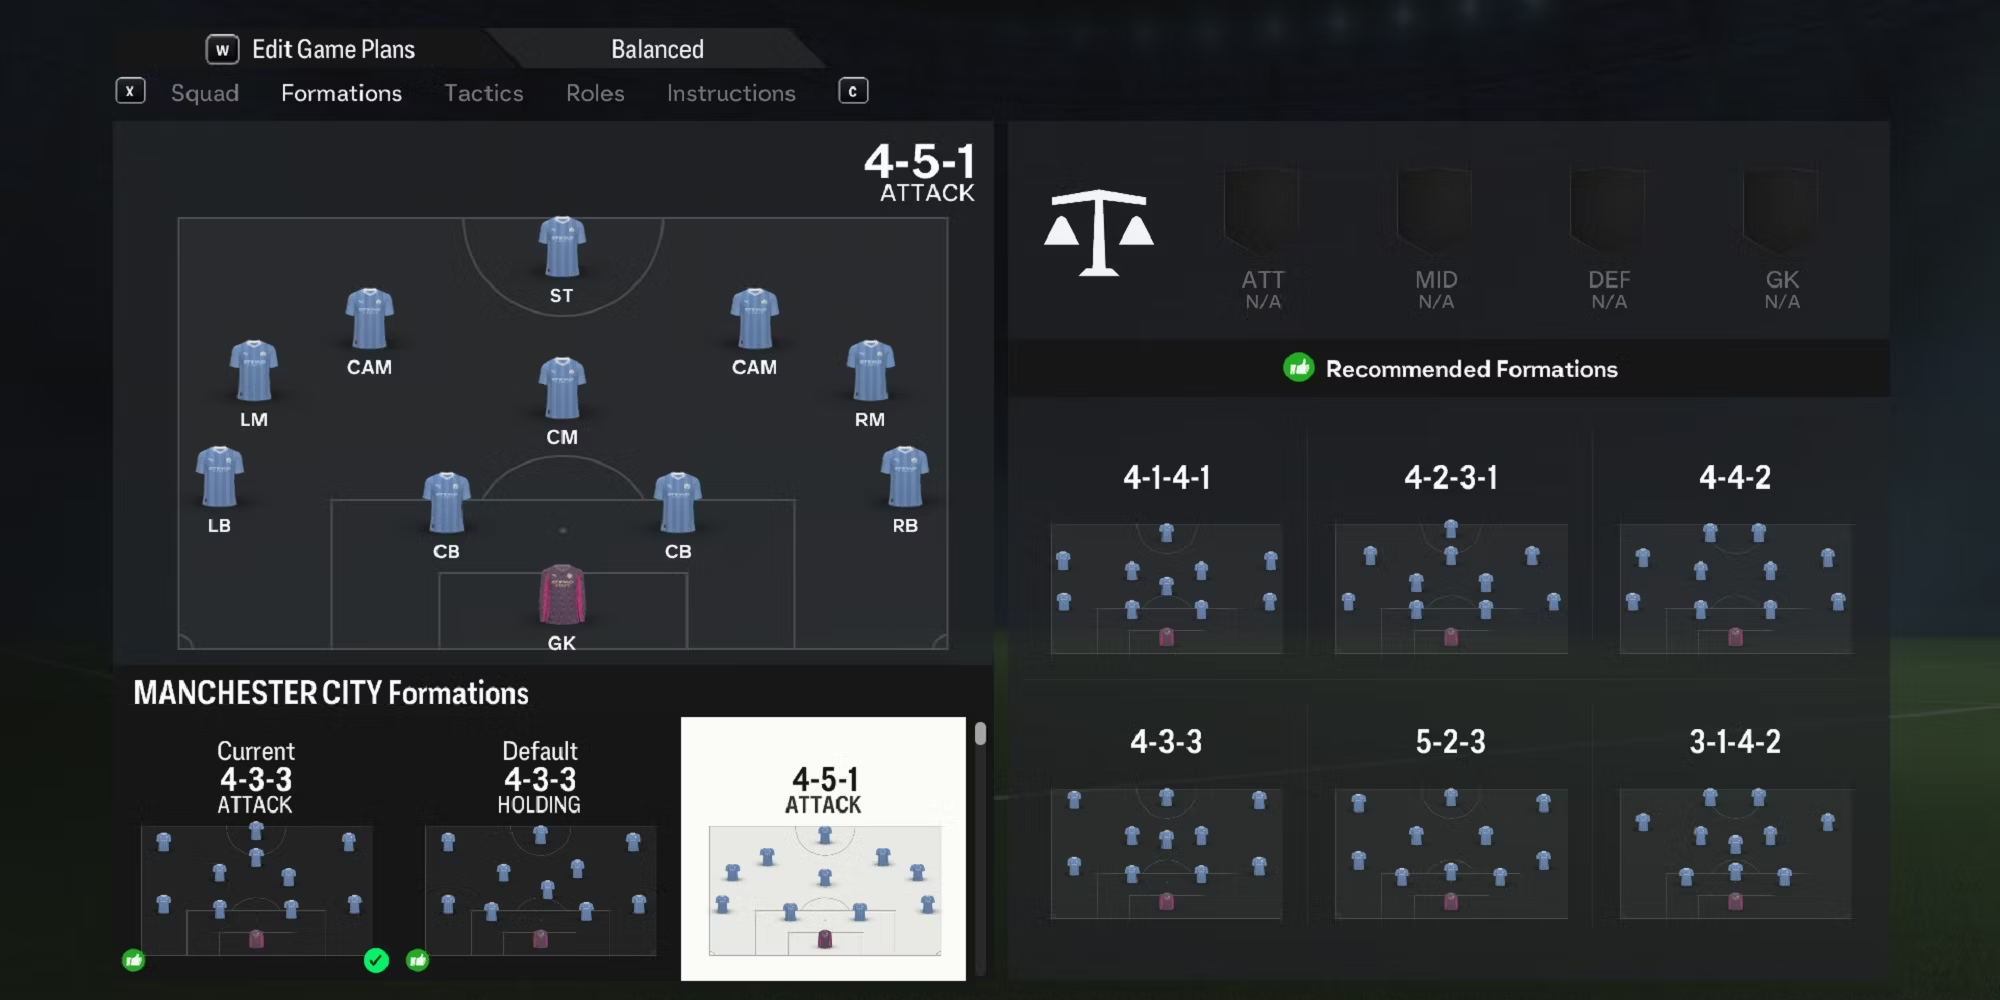 W Edit Game Plans Balanced
X Squad Formations Tactics Roles Instructions C
4-5-1
ATTACK
ST
CAM CAM
LM CM RM
LB CB CB RB
GK
ATT MID DEF GK
N/A N/A N/A N/A
Recommended Formations
4-1-4-1 4-2-3-1 4-4-2
4-3-3 5-2-3 3-1-4-2
MANCHESTER CITY Formations
Current
4-3-3
ATTACK
Default
4-3-3
HOLDING
4-5-1
ATTACK